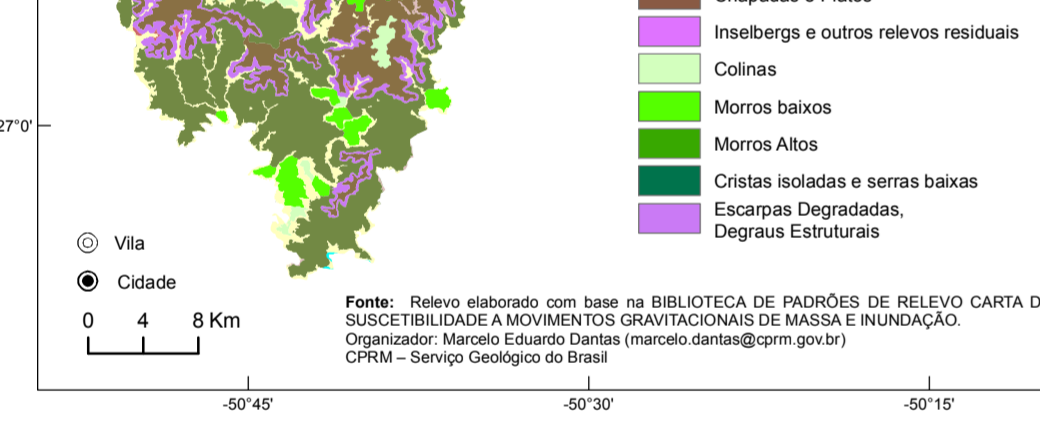 Inselbergs e outros relevos residuais
Colinas
Morros baixos
27°0'
Morros Altos
Cristas isoladas e serras baixas
Escarpas Degradadas,
Degraus Estruturais
Vila
Cidade
0 4 8 Km
Fonte: Relevo elaborado com base na BIBLIOTECA DE PADRÕES DE RELEVO CARTA D
SUSCETIBILIDADE A MOVIMENTOS GRAVITACIONAIS DE MASSA E INUNDAÇÃO.
Organizador: Marcelo Eduardo Dantas (marcelo.dantas@cprm.gov.br)
CPRM – Serviço Geológico do Brasil
-50°45' -50°30' -50°15'